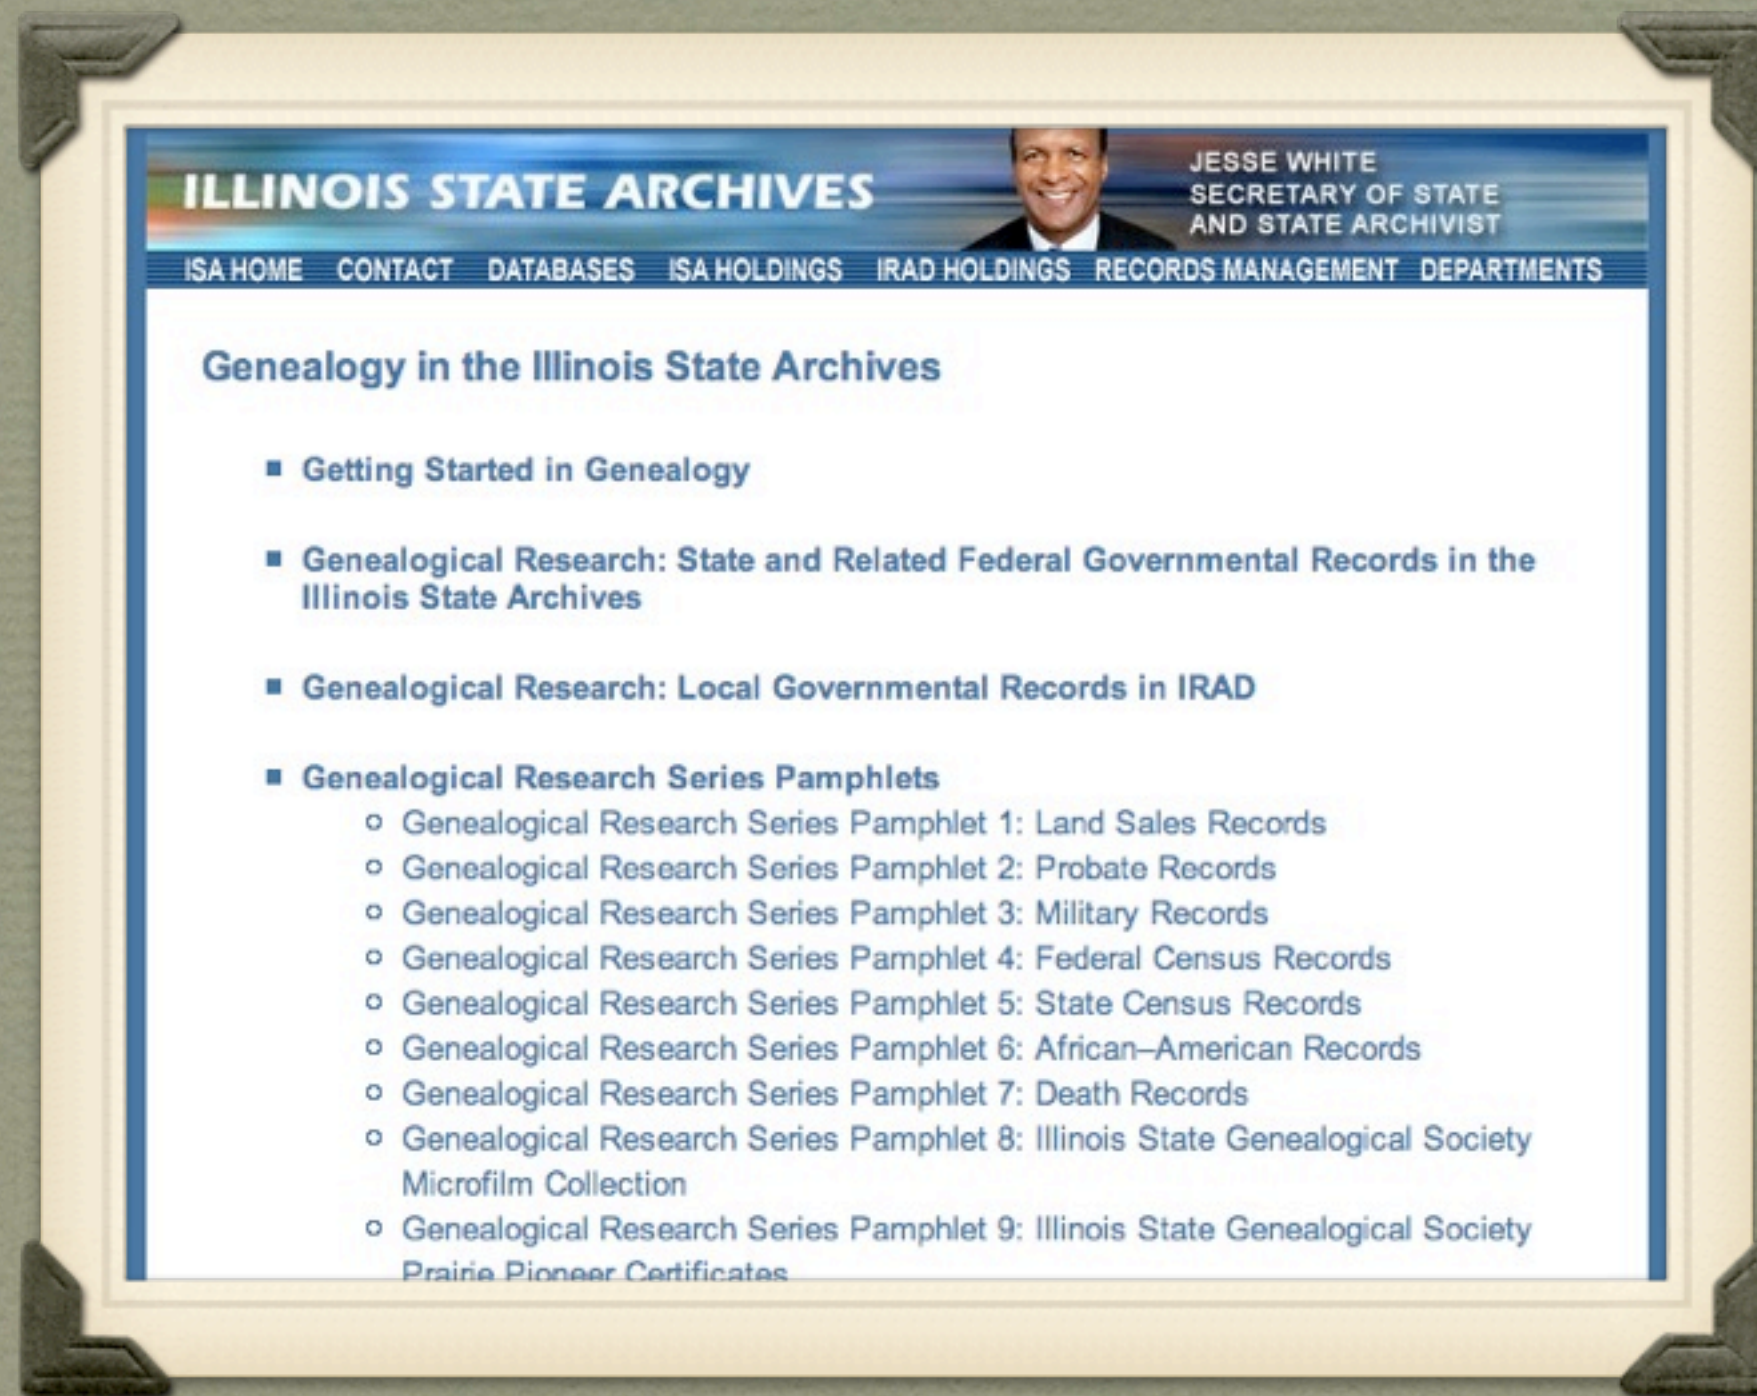 ILLINOIS STATE ARCHIVES
JESSE WHITE
SECRETARY OF STATE
AND STATE ARCHIVIST
ISA HOME CONTACT DATABASES ISA HOLDINGS IRAD HOLDINGS RECORDS MANAGEMENT DEPARTMENTS
Genealogy in the Illinois State Archives
■ Getting Started in Genealogy
■ Genealogical Research: State and Related Federal Governmental Records in the
Illinois State Archives
■ Genealogical Research: Local Governmental Records in IRAD
■ Genealogical Research Series Pamphlets
o Genealogical Research Series Pamphlet 1: Land Sales Records
o Genealogical Research Series Pamphlet 2: Probate Records
o Genealogical Research Series Pamphlet 3: Military Records
o Genealogical Research Series Pamphlet 4: Federal Census Records
o Genealogical Research Series Pamphlet 5: State Census Records
o Genealogical Research Series Pamphlet 6: African–American Records
o Genealogical Research Series Pamphlet 7: Death Records
o Genealogical Research Series Pamphlet 8: Illinois State Genealogical Society
Microfilm Collection
o Genealogical Research Series Pamphlet 9: Illinois State Genealogical Society
Prairie Pioneer Certificates